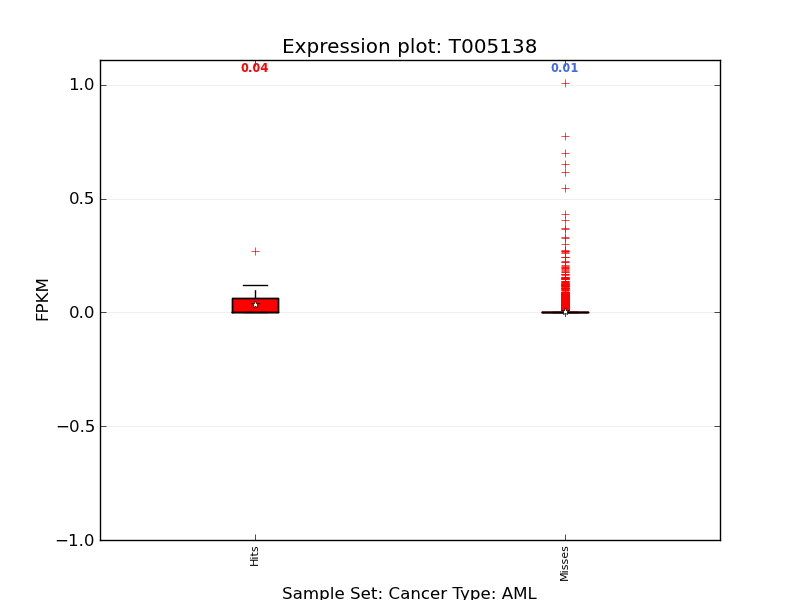 Expression plot: T005138
0.04
0.01
1.0
0.5
0.0
−0.5
−1.0
FPKM
Hits
Misses
Sample Set: Cancer Type: AML